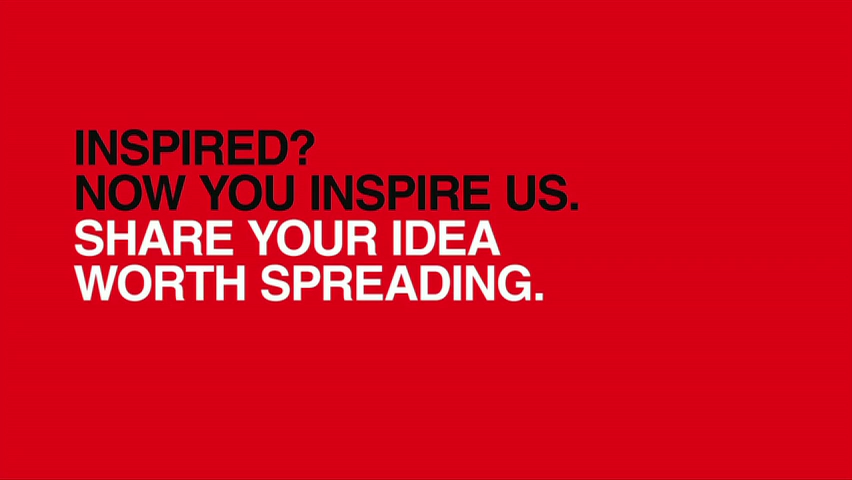 INSPIRED?
NOW YOU INSPIRE US.
SHARE YOUR IDEA
WORTH SPREADING.